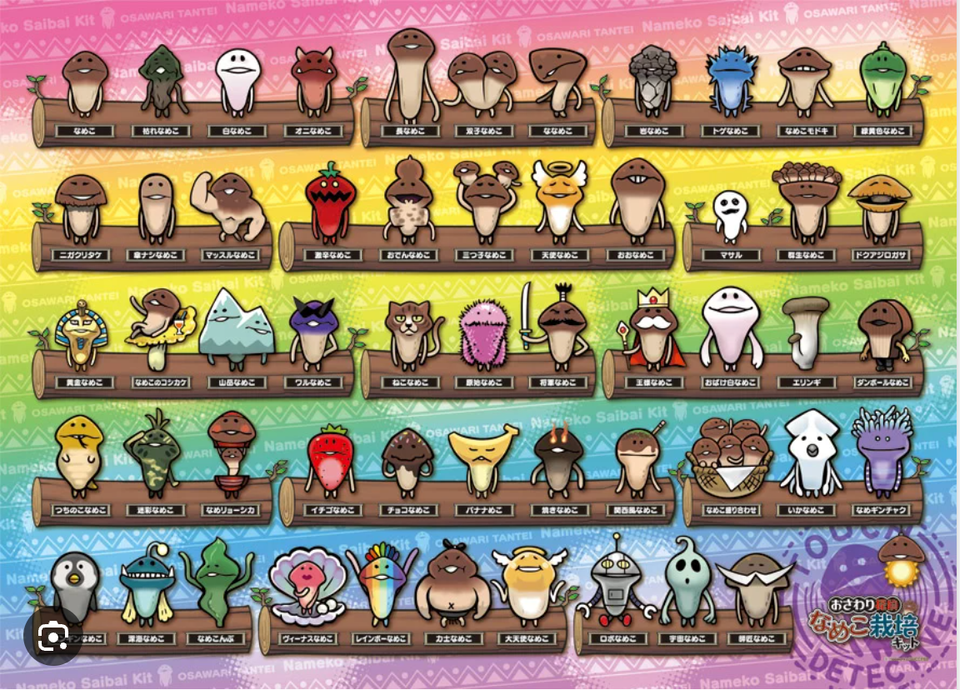 Nameko Saibai Kit OSAWARI TANTEI
なめこ
枯れなめこ
白なめこ
オニなめこ
長なめこ
双子なめこ
ななめこ
岩なめこ
トゲなめこ
なめこモドキ
緑黄色なめこ
ニガクリタケ
傘ナシなめこ
マッスルなめこ
激辛なめこ
おでんなめこ
三つ子なめこ
天使なめこ
おおなめこ
マサル
群生なめこ
ドクアジロガサ
黄金なめこ
なめこのコシカケ
山岳なめこ
ワルなめこ
ねこなめこ
原始なめこ
将軍なめこ
王様なめこ
おばけ白なめこ
エリンギ
ダンボールなめこ
つちのこなめこ
迷彩なめこ
なめリョーシカ
イチゴなめこ
チョコなめこ
バナナめこ
焼きなめこ
関西風なめこ
なめこ盛り合わせ
いかなめこ
なめギンチャク
なめこ
深海なめこ
なめこんぶ
ヴィーナスなめこ
レインボーなめこ
力士なめこ
大天使なめこ
ロボなめこ
宇宙なめこ
師匠なめこ
TOUCH
DETECTIVE
おさわり探偵
なめこ栽培
キット